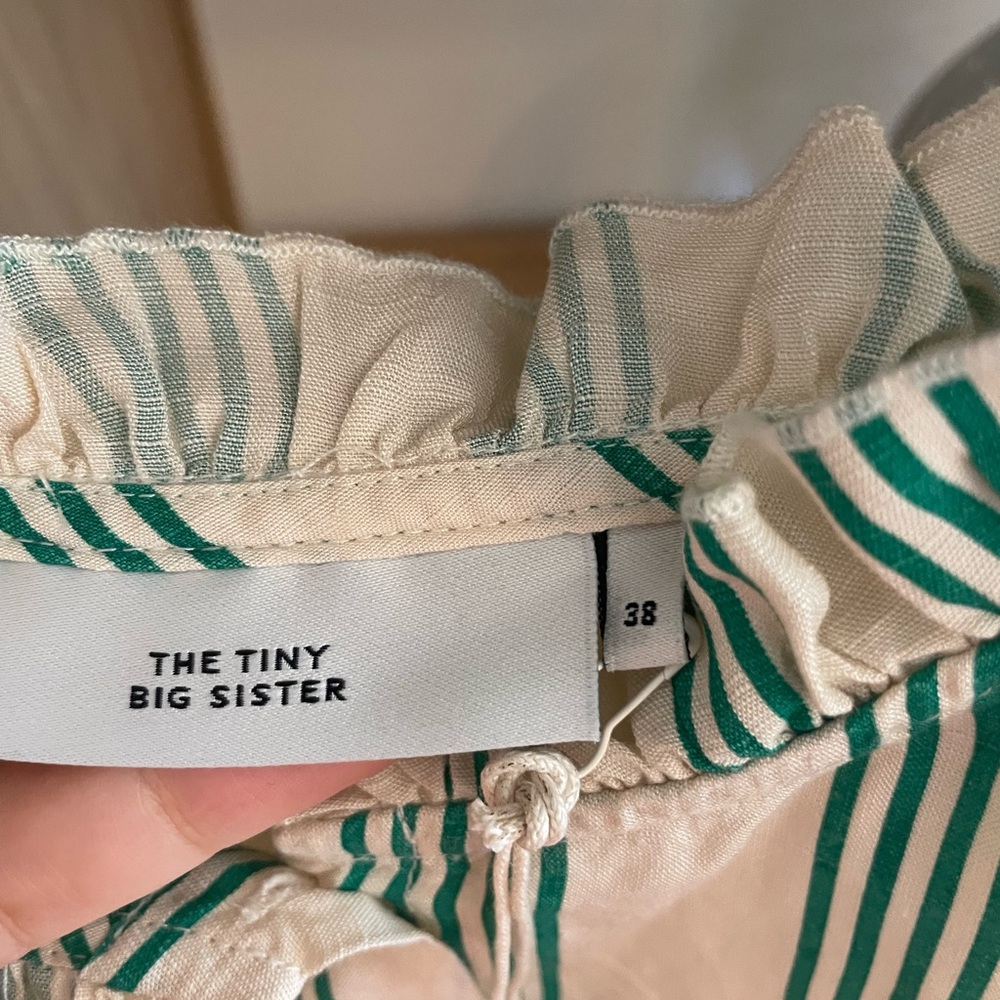 THE TINY
BIG SISTER
38